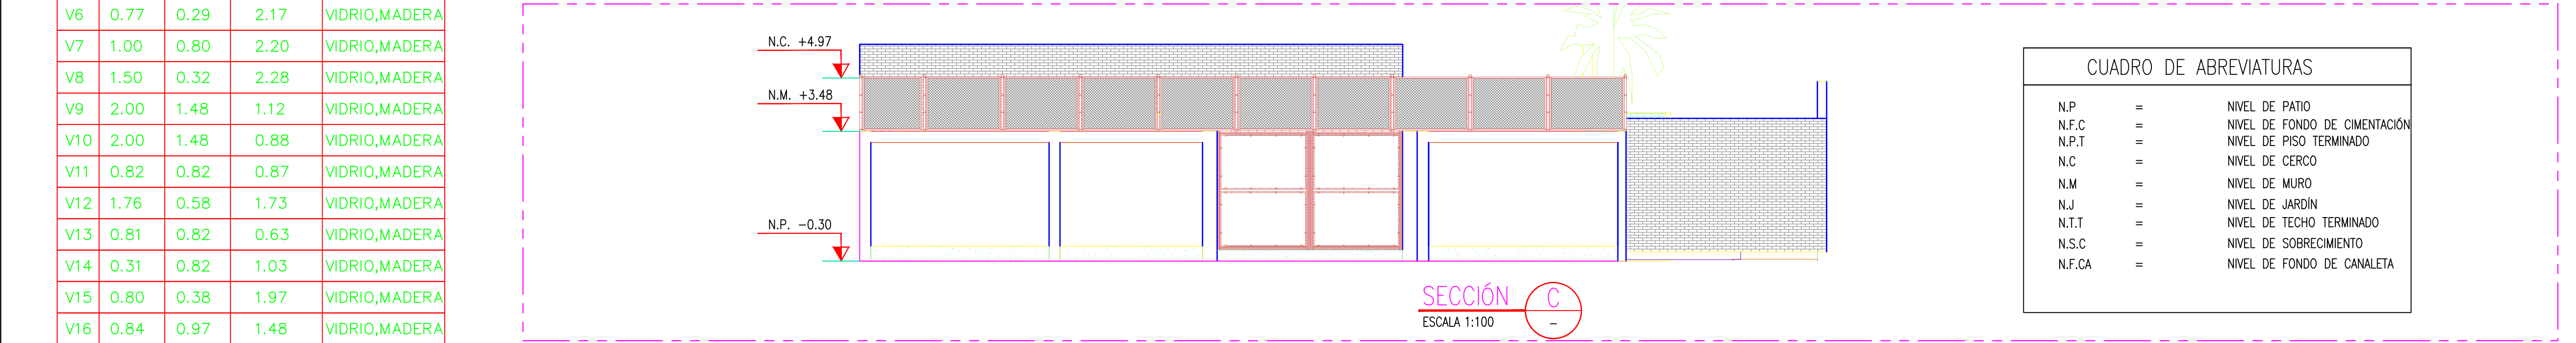 V6 0.77 0.29 2.17 VIDRIO,MADERA
V7 1.00 0.80 2.20 VIDRIO,MADERA
V8 1.50 0.32 2.28 VIDRIO,MADERA
V9 2.00 1.48 1.12 VIDRIO,MADERA
V10 2.00 1.48 0.88 VIDRIO,MADERA
V11 0.82 0.82 0.87 VIDRIO,MADERA
V12 1.76 0.58 1.73 VIDRIO,MADERA
V13 0.81 0.82 0.63 VIDRIO,MADERA
V14 0.31 0.82 1.03 VIDRIO,MADERA
V15 0.80 0.38 1.97 VIDRIO,MADERA
V16 0.84 0.97 1.48 VIDRIO,MADERA
N.C. +4.97
N.M. +3.48
N.P. -0.30
SECCIÓN C
ESCALA 1:100 -
CUADRO DE ABREVIATURAS
N.P = NIVEL DE PATIO
N.F.C = NIVEL DE FONDO DE CIMENTACIÓN
N.P.T = NIVEL DE PISO TERMINADO
N.C = NIVEL DE CERCO
N.M = NIVEL DE MURO
N.J = NIVEL DE JARDÍN
N.T.T = NIVEL DE TECHO TERMINADO
N.S.C = NIVEL DE SOBRECIMIENTO
N.F.CA = NIVEL DE FONDO DE CANALETA